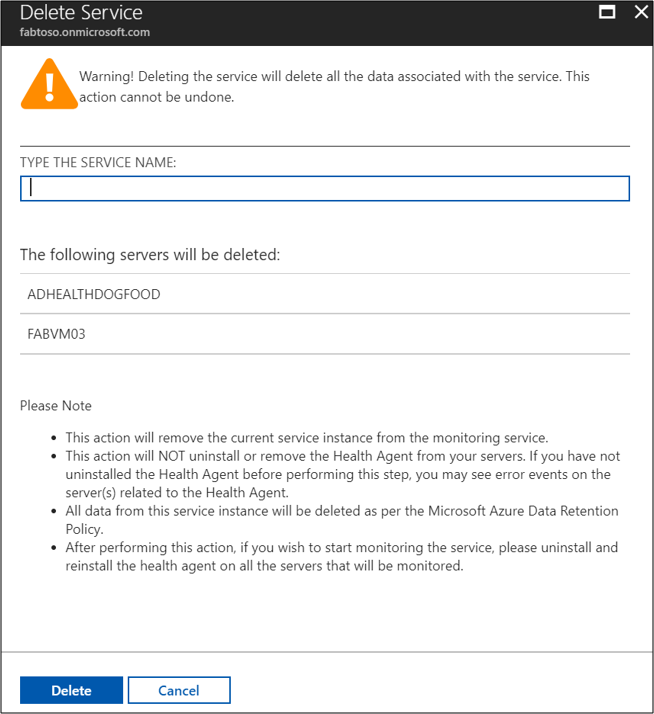 Delete Service
fabtoso.onmicrosoft.com
Warning! Deleting the service will delete all the data associated with the service. This
action cannot be undone.
TYPE THE SERVICE NAME:
The following servers will be deleted:
ADHEALTHDOGFOOD
FABVM03
Please Note
• This action will remove the current service instance from the monitoring service.
• This action will NOT uninstall or remove the Health Agent from your servers. If you have not
uninstalled the Health Agent before performing this step, you may see error events on the
server(s) related to the Health Agent.
• All data from this service instance will be deleted as per the Microsoft Azure Data Retention
Policy.
• After performing this action, if you wish to start monitoring the service, please uninstall and
reinstall the health agent on all the servers that will be monitored.
Delete Cancel